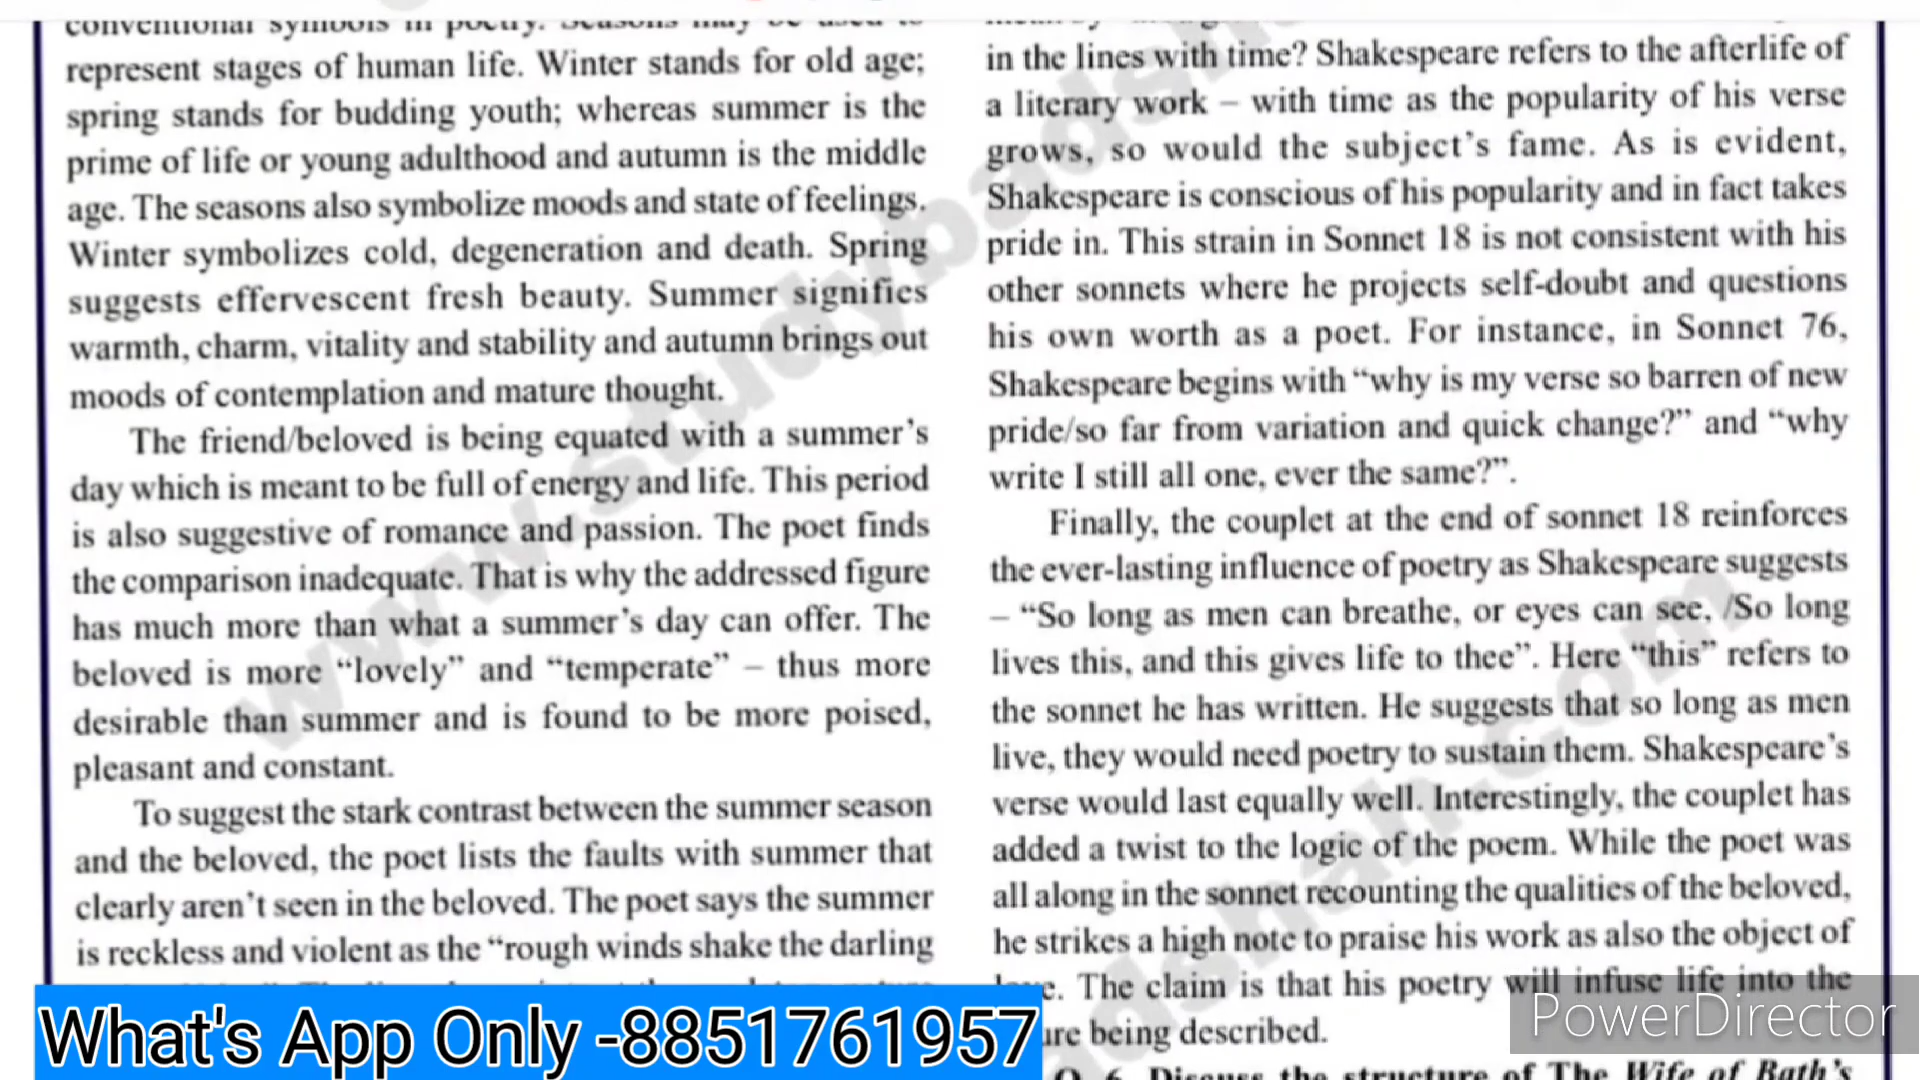 conventional symbols in poetry. Seasons may be used to
represent stages of human life. Winter stands for old age;
spring stands for budding youth; whereas summer is the
prime of life or young adulthood and autumn is the middle
age. The seasons also symbolize moods and state of feelings.
Winter symbolizes cold, degeneration and death. Spring
suggests effervescent fresh beauty. Summer signifies
warmth, charm, vitality and stability and autumn brings out
moods of contemplation and mature thought.
The friend/beloved is being equated with a summer's
day which is meant to be full of energy and life. This period
is also suggestive of romance and passion. The poet finds
the comparison inadequate. That is why the addressed figure
has much more than what a summer's day can offer. The
beloved is more “lovely” and “temperate” – thus more
desirable than summer and is found to be more poised,
pleasant and constant.
To suggest the stark contrast between the summer season
and the beloved, the poet lists the faults with summer that
clearly aren't seen in the beloved. The poet says the summer
is reckless and violent as the “rough winds shake the darling
in the lines with time? Shakespeare refers to the afterlife of
a literary work – with time as the popularity of his verse
grows, so would the subject's fame. As is evident,
Shakespeare is conscious of his popularity and in fact takes
pride in. This strain in Sonnet 18 is not consistent with his
other sonnets where he projects self-doubt and questions
his own worth as a poet. For instance, in Sonnet 76,
Shakespeare begins with “why is my verse so barren of new
pride/so far from variation and quick change?” and “why
write I still all one, ever the same?”.
Finally, the couplet at the end of sonnet 18 reinforces
the ever-lasting influence of poetry as Shakespeare suggests
– “So long as men can breathe, or eyes can see, /So long
lives this, and this gives life to thee”. Here “this” refers to
the sonnet he has written. He suggests that so long as men
live, they would need poetry to sustain them. Shakespeare's
verse would last equally well. Interestingly, the couplet has
added a twist to the logic of the poem. While the poet was
all along in the sonnet recounting the qualities of the beloved,
he strikes a high note to praise his work as also the object of
The claim is that his poetry will infuse life into the
being described.
Q. 6. Discuss the structure of The Wife of Bath's
What's App Only -8851761957
PowerDirector